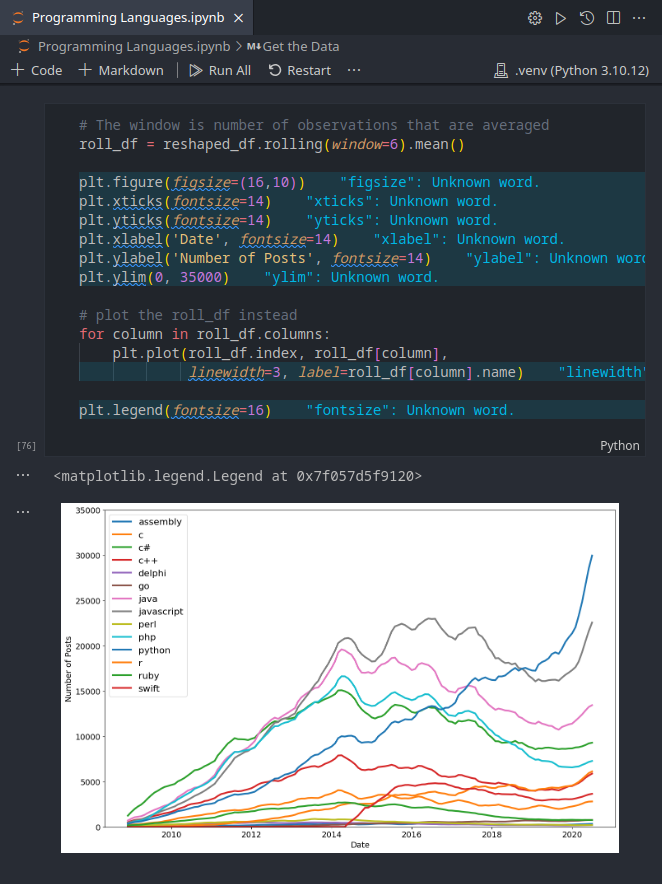 Programming Languages.ipynb ×
Programming Languages.ipynb > M↓Get the Data
+ Code + Markdown | Run All Restart ··· .venv (Python 3.10.12)
# The window is number of observations that are averaged
roll_df = reshaped_df.rolling(window=6).mean()
plt.figure(figsize=(16,10)) "figsize": Unknown word.
plt.xticks(fontsize=14) "xticks": Unknown word.
plt.yticks(fontsize=14) "yticks": Unknown word.
plt.xlabel('Date', fontsize=14) "xlabel": Unknown word.
plt.ylabel('Number of Posts', fontsize=14) "ylabel": Unknown word
plt.ylim(0, 35000) "ylim": Unknown word.
# plot the roll_df instead
for column in roll_df.columns:
plt.plot(roll_df.index, roll_df[column],
linewidth=3, label=roll_df[column].name) "linewidth"
plt.legend(fontsize=16) "fontsize": Unknown word.
[76] Python
<matplotlib.legend.Legend at 0x7f057d5f9120>
35000
30000
25000
20000
15000
10000
5000
0
Number of Posts
assembly
c
c#
c++
delphi
go
java
javascript
perl
php
python
r
ruby
swift
2010 2012 2014 2016 2018 2020
Date